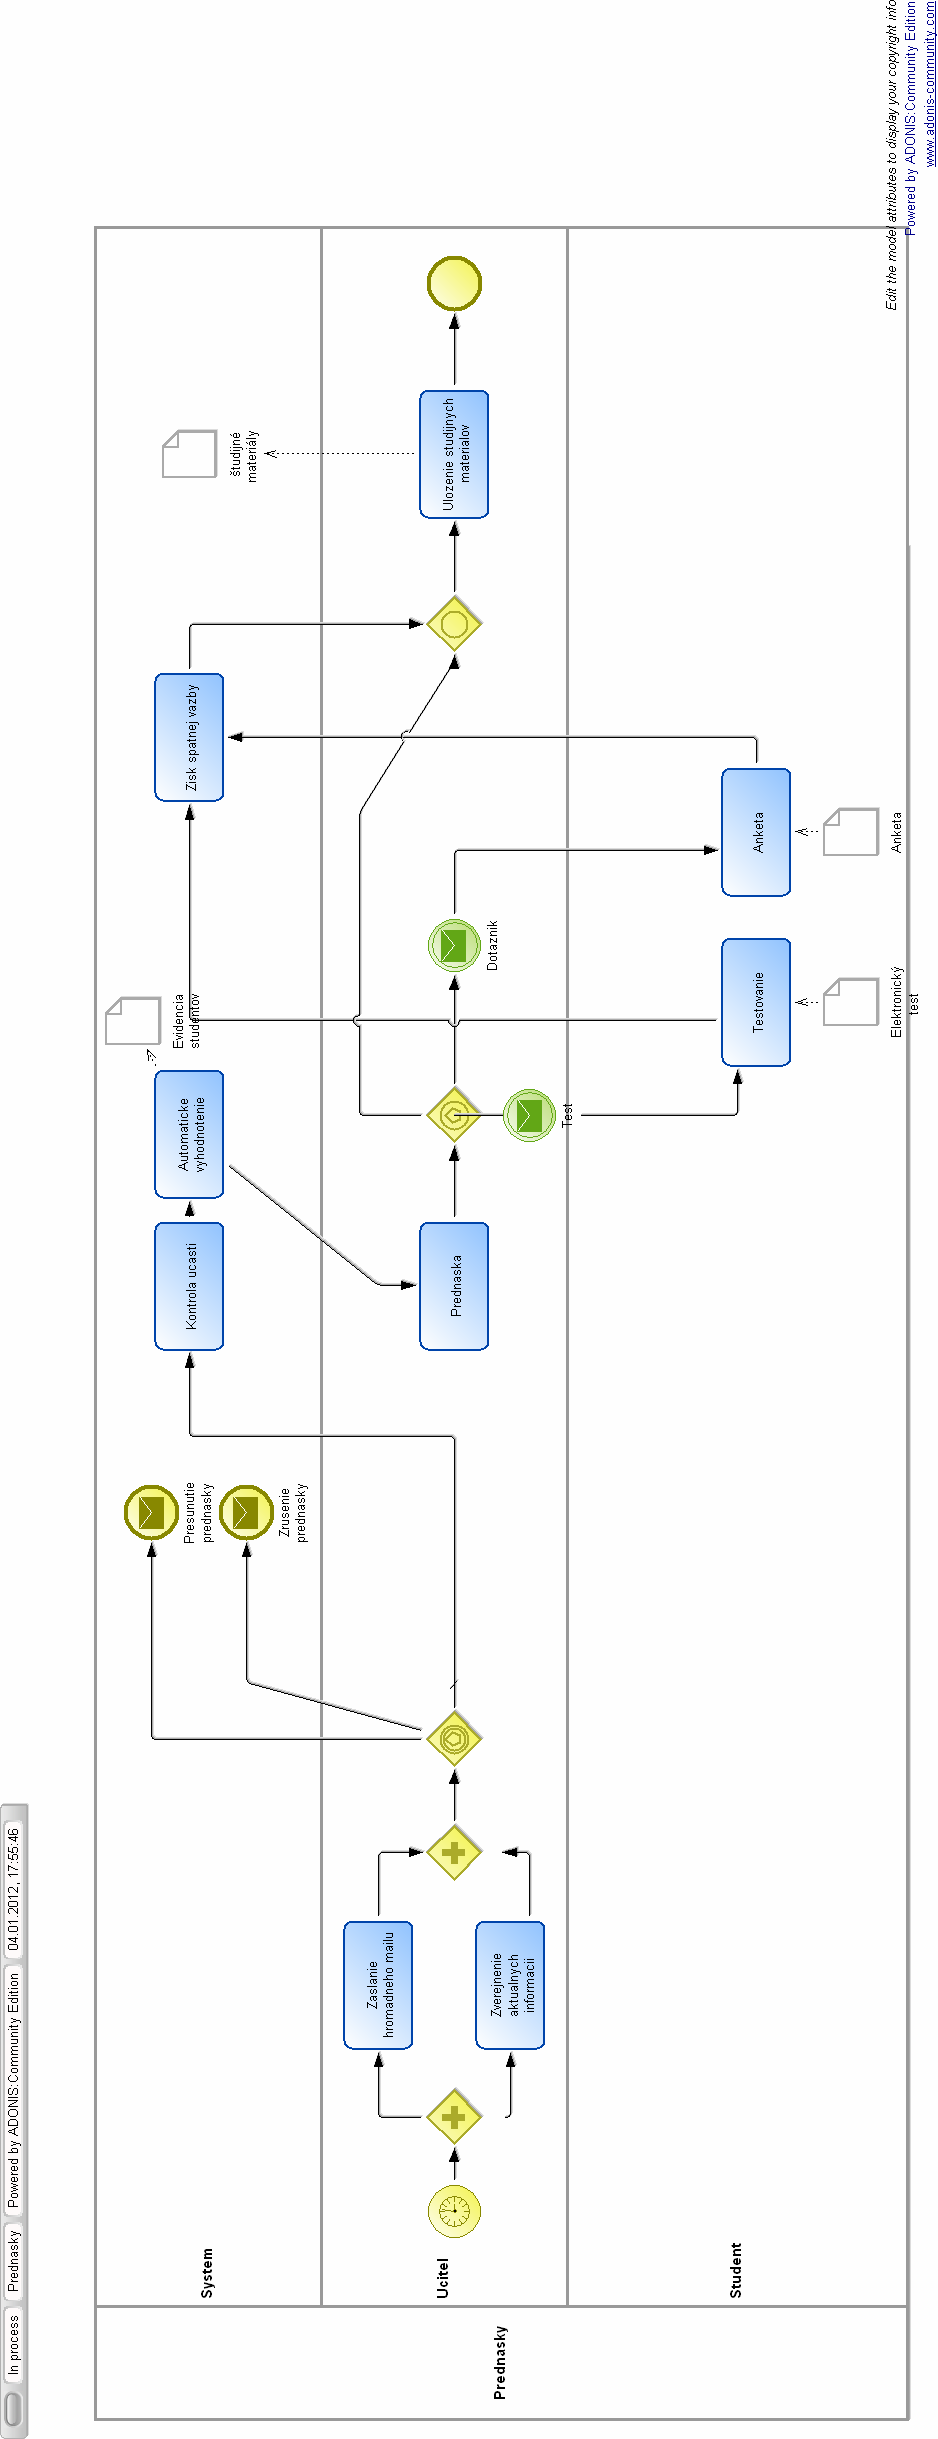 In process
Prednasky
Powered by ADONIS:Community Edition
04.01.2012, 17:55:46
Prednasky
System
Ucitel
Student
Zaslanie
hromadneho mailu
Zverejnenie
aktualnych
informacii
Presunutie
prednasky
Zrusenie
prednasky
Kontrola ucasti
Automaticke
vyhodnotenie
Evidencia
studentov
Prednaska
Test
Dotaznik
Testovanie
Elektronický
test
Anketa
Anketa
Zisk spatnej vazby
Ulozenie studijnych
materialov
študijné
materiály
Edit the model attributes to display your copyright info
Powered by ADONIS:Community Edition
www.adonis-community.com